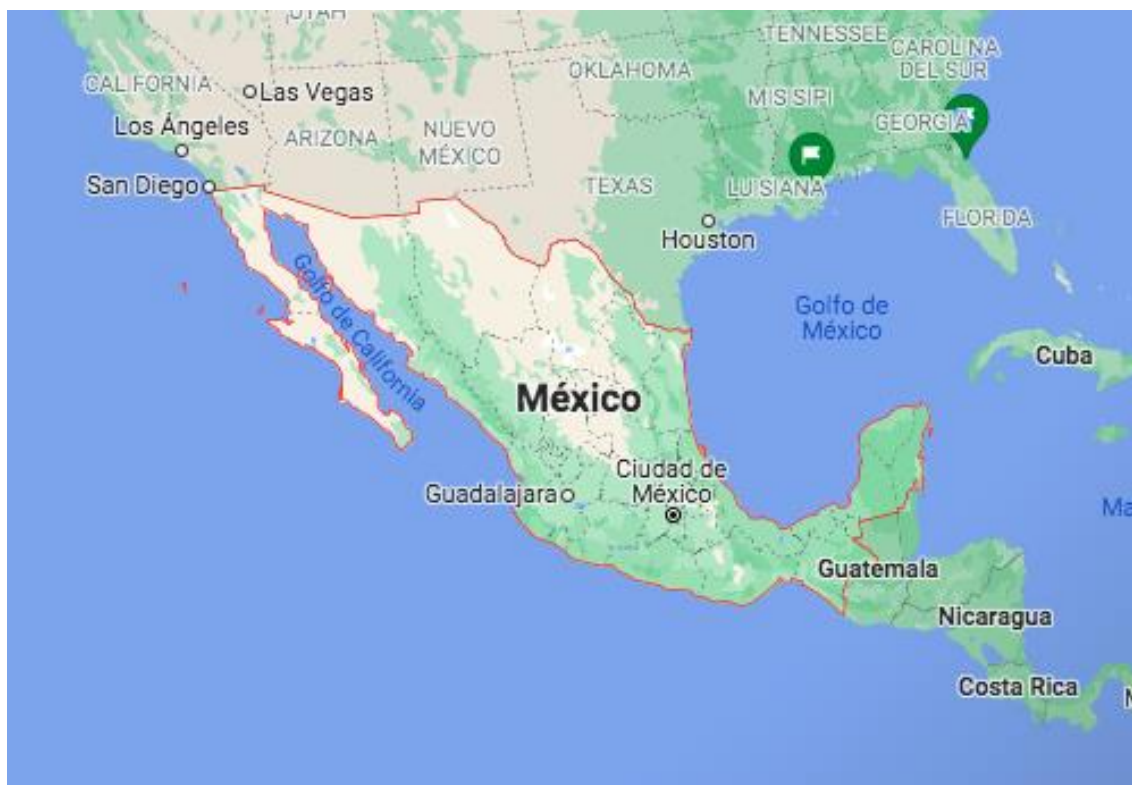 UTAH
TENNESSEE
CAROLINA
DEL SUR
OKLAHOMA
CALIFORNIA
Las Vegas
MISISIPI
Los Ángeles
ARIZONA
NUEVO
MÉXICO
GEORGIA
San Diego
TEXAS
LUISIANA
FLORIDA
Houston
Golfo de California
Golfo de
México
Cuba
México
Ciudad de
México
Guadalajara
Ma
Guatemala
Nicaragua
Costa Rica